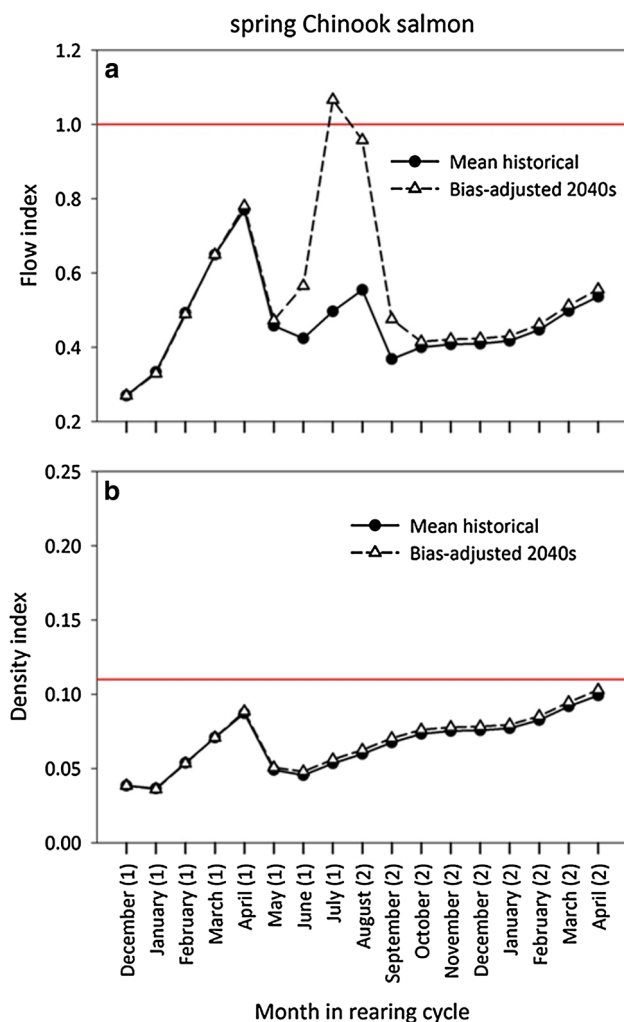 spring Chinook salmon
a
1.2
1.0
0.8
0.6
0.4
0.2
Flow index
Mean historical
Bias-adjusted 2040s
b
0.25
0.20
0.15
0.10
0.05
0.00
Density index
Mean historical
Bias-adjusted 2040s
December (1)
January (1)
February (1)
March (1)
April (1)
May (1)
June (1)
July (1)
August (2)
September (2)
October (2)
November (2)
December (2)
January (2)
February (2)
March (2)
April (2)
Month in rearing cycle